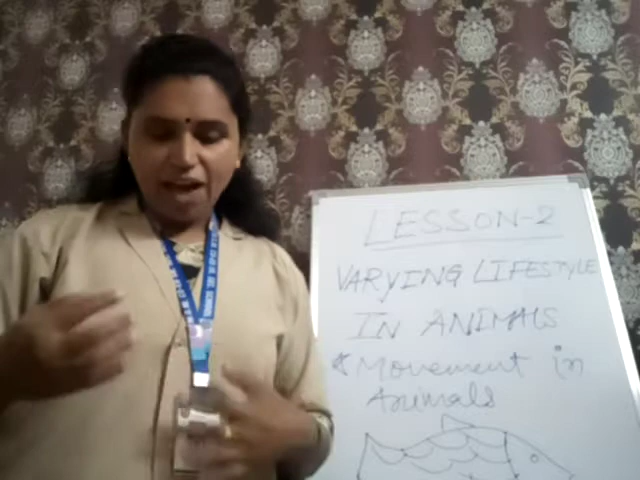 LESSON-2
VARYING LIFESTYLE
IN ANIMALS
* Movement in
Animals